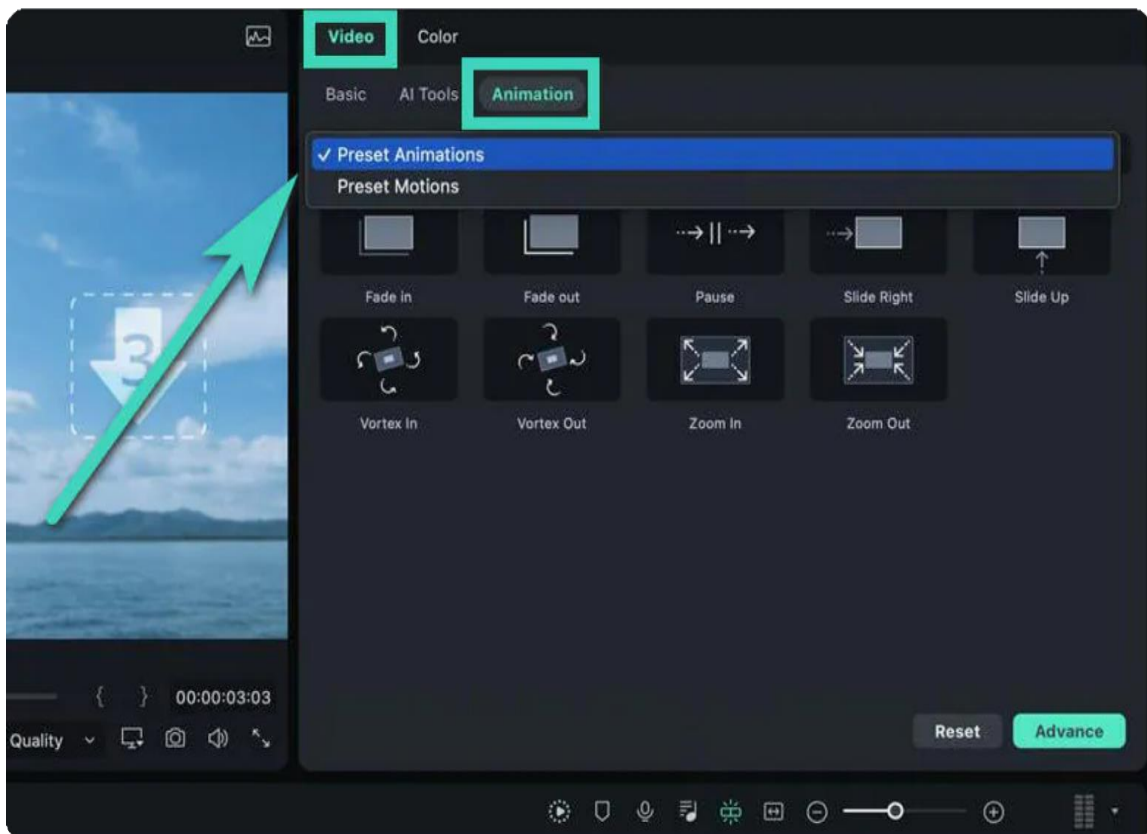 Video Color
Basic AI Tools Animation
✓ Preset Animations
Preset Motions
Fade in Fade out Pause Slide Right Slide Up
Vortex In Vortex Out Zoom In Zoom Out
3
{ } 00:00:03:03
Quality
Reset Advance